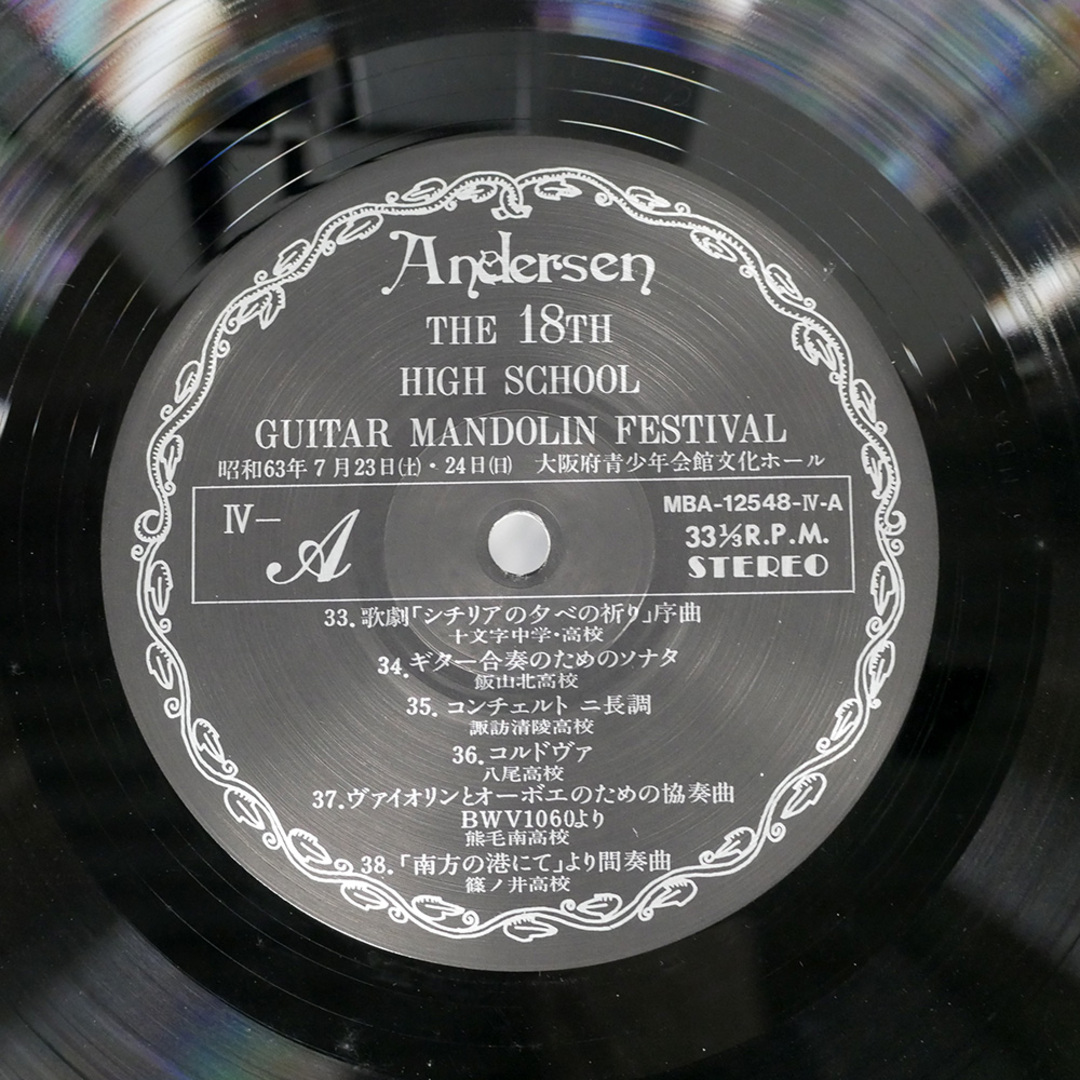 Andersen
THE 18TH
HIGH SCHOOL
GUITAR MANDOLIN FESTIVAL
昭和63年7月23日㈯・24日㈰　大阪府青少年会館文化ホール
Ⅳ—A
MBA-12548-Ⅳ-A
33⅓R.P.M.
STEREO
33.歌劇「シチリアの夕べの祈り」序曲
十文字中学・高校
34.ギター合奏のためのソナタ
飯山北高校
35.コンチェルト ニ長調
諏訪清陵高校
36.コルドヴァ
八尾高校
37.ヴァイオリンとオーボエのための協奏曲
BWV1060より
熊毛南高校
38.「南方の港にて」より間奏曲
篠ノ井高校